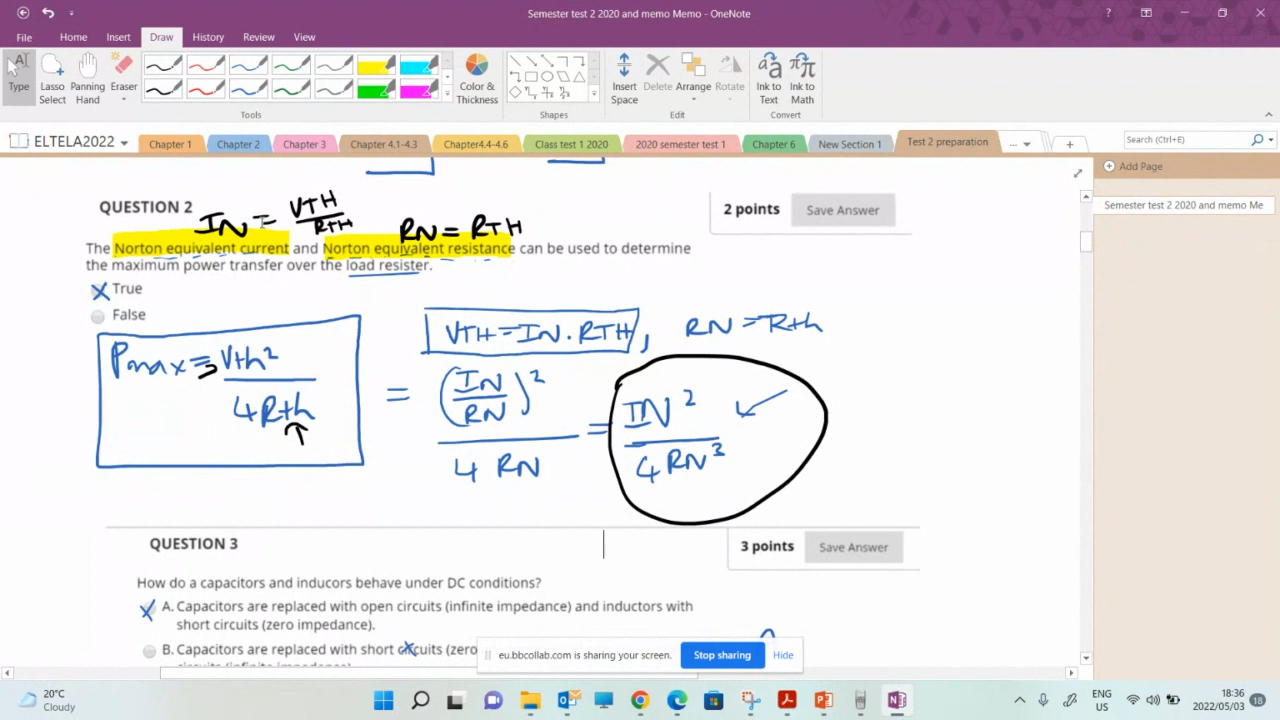 Semester test 2 2020 and memo Memo - OneNote
File Home Insert Draw History Review View
Type
Lasso Select
Panning Hand
Eraser
Color & Thickness
Insert Space
Delete
Arrange
Rotate
Ink to Text
Ink to Math
Tools
Shapes
Edit
Convert
ELTELA2022
Chapter 1
Chapter 2
Chapter 3
Chapter 4.1-4.3
Chapter4.4-4.6
Class test 1 2020
2020 semester test 1
Chapter 6
New Section 1
Test 2 preparation
...
Search (Ctrl+E)
Add Page
Semester test 2 2020 and memo Me
QUESTION 2
2 points
Save Answer
IN = VTH / RTH
RN = RTH
The Norton equivalent current and Norton equivalent resistance can be used to determine
the maximum power transfer over the load resister.
True
False
VTH = IN . RTH , RN = Rth
Pmax = Vth² / 4Rth
= (IN / RN)² / 4 RN
= IN² / 4 RN³
QUESTION 3
3 points
Save Answer
How do a capacitors and inducors behave under DC conditions?
A. Capacitors are replaced with open circuits (infinite impedance) and inductors with
short circuits (zero impedance).
B. Capacitors are replaced with short circuits (zero
circuits (infinite impedance)
eu.bbcollab.com is sharing your screen.
Stop sharing
Hide
20°C
Cloudy
ENG
US
18:36
2022/05/03
18